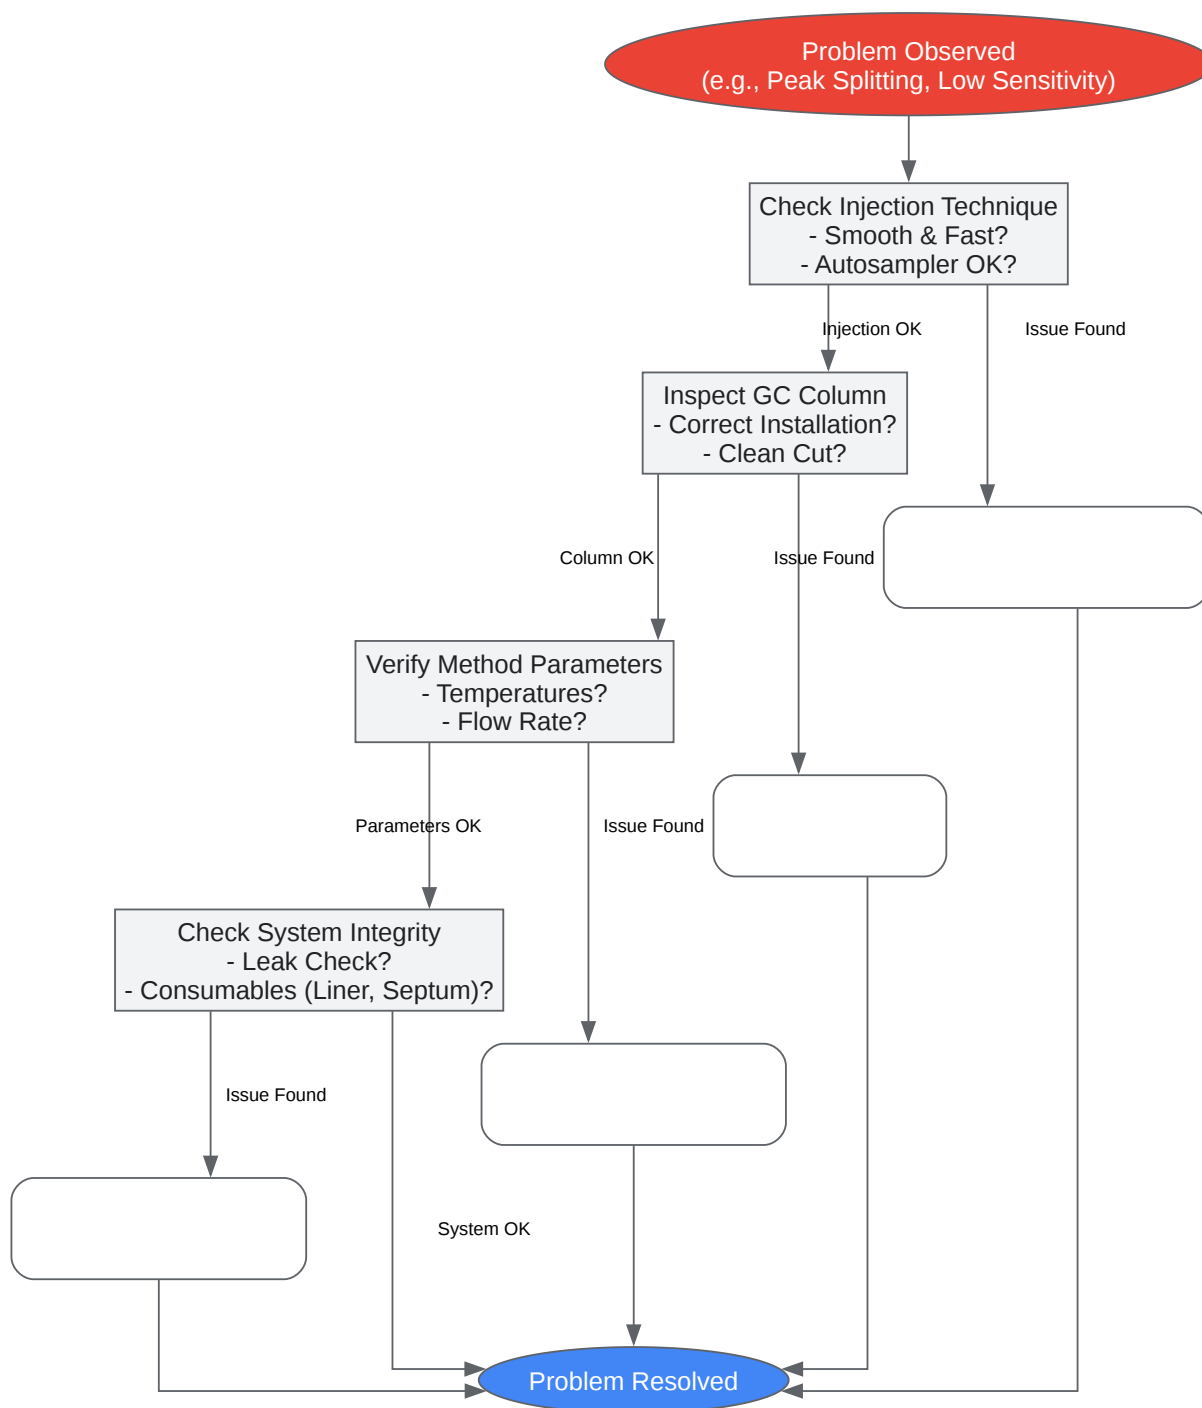 Problem Observed
(e.g., Peak Splitting, Low Sensitivity)
Check Injection Technique
- Smooth & Fast?
- Autosampler OK?
Injection OK
Issue Found
Inspect GC Column
- Correct Installation?
- Clean Cut?
Column OK
Issue Found
Verify Method Parameters
- Temperatures?
- Flow Rate?
Parameters OK
Issue Found
Check System Integrity
- Leak Check?
- Consumables (Liner, Septum)?
Issue Found
System OK
Problem Resolved